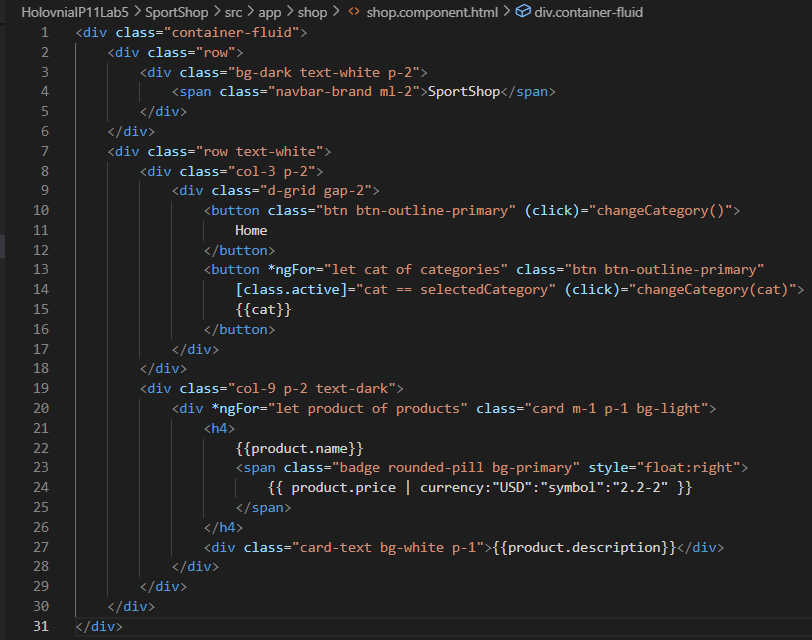 HolovniaIP11Lab5 > SportShop > src > app > shop > <> shop.component.html > div.container-fluid
1 <div class="container-fluid">
2     <div class="row">
3         <div class="bg-dark text-white p-2">
4             <span class="navbar-brand ml-2">SportShop</span>
5         </div>
6     </div>
7     <div class="row text-white">
8         <div class="col-3 p-2">
9             <div class="d-grid gap-2">
10                 <button class="btn btn-outline-primary" (click)="changeCategory()">
11                     Home
12                 </button>
13                 <button *ngFor="let cat of categories" class="btn btn-outline-primary"
14                     [class.active]="cat == selectedCategory" (click)="changeCategory(cat)">
15                     {{cat}}
16                 </button>
17             </div>
18         </div>
19         <div class="col-9 p-2 text-dark">
20             <div *ngFor="let product of products" class="card m-1 p-1 bg-light">
21                 <h4>
22                     {{product.name}}
23                     <span class="badge rounded-pill bg-primary" style="float:right">
24                         {{ product.price | currency:"USD":"symbol":"2.2-2" }}
25                     </span>
26                 </h4>
27                 <div class="card-text bg-white p-1">{{product.description}}</div>
28             </div>
29         </div>
30     </div>
31 </div>